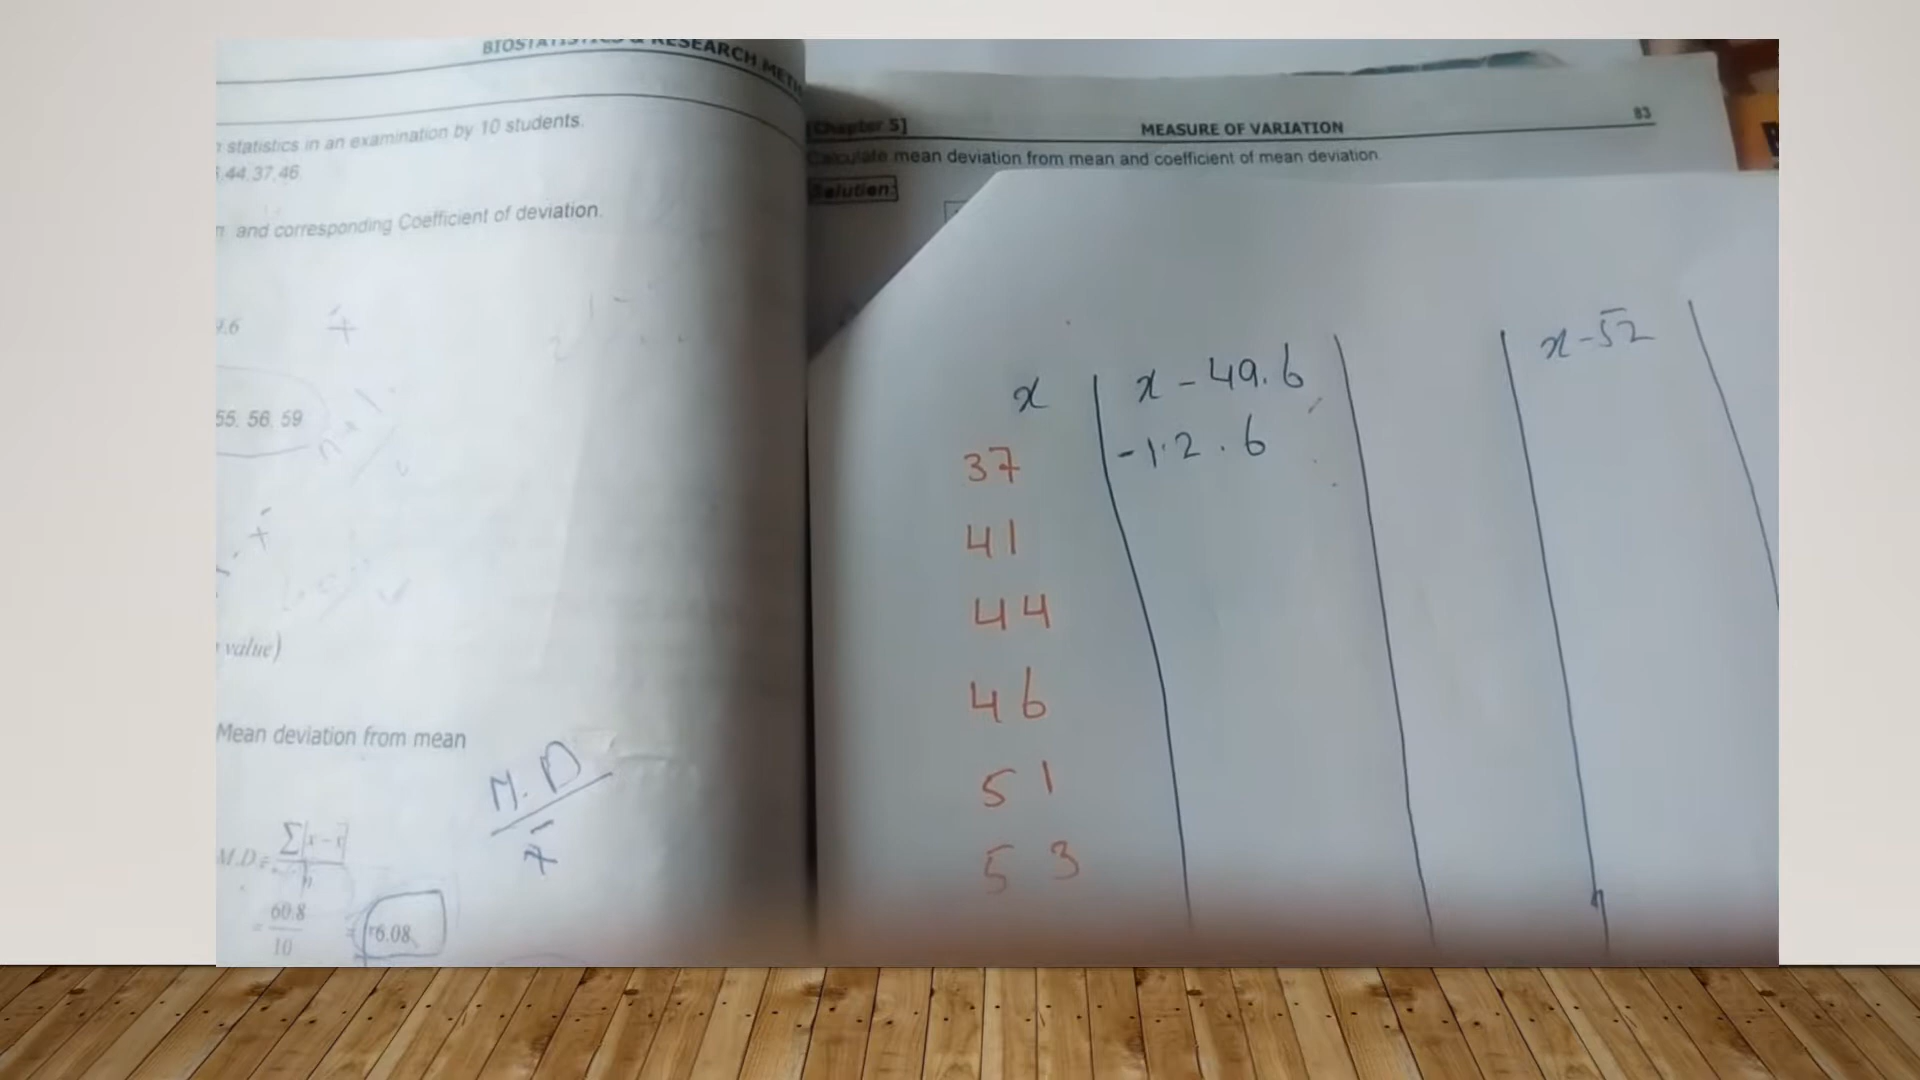 BIOSTATISTICS & RESEARCH METH
statistics in an examination by 10 students.
44,37,46
and corresponding Coefficient of deviation.
.6
x̄
55, 56, 59
n+1
value)
Mean deviation from mean
M.D
x̄
M.D = Σ|x-x̄|
n
= 60.8
10
= 6.08
[Chapter 5] MEASURE OF VARIATION 83
Calculate mean deviation from mean and coefficient of mean deviation.
Solution:
x x - 49.6 x - 52
37 -12.6
41
44
46
51
53